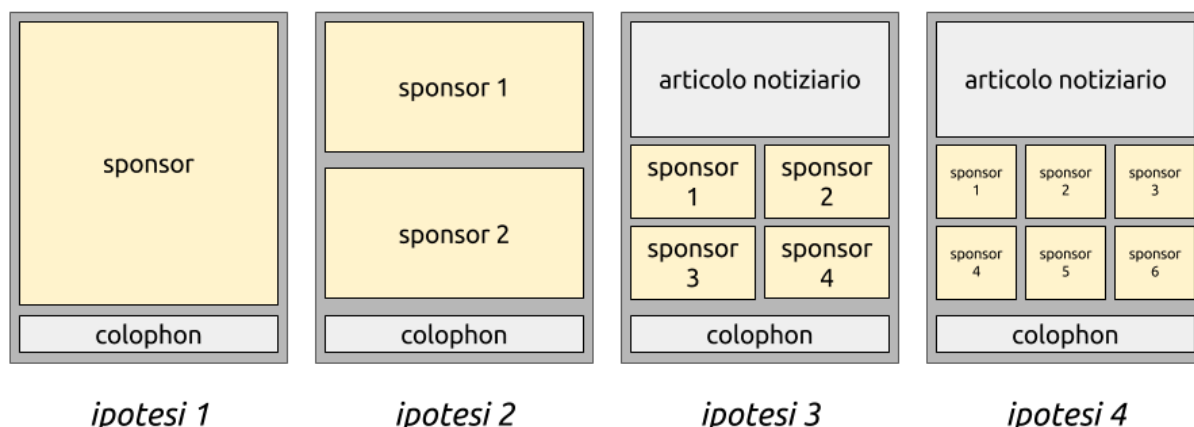 sponsor
colophon
ipotesi 1
sponsor 1
sponsor 2
colophon
ipotesi 2
articolo notiziario
sponsor
1
sponsor
2
sponsor
3
sponsor
4
colophon
ipotesi 3
articolo notiziario
sponsor
1
sponsor
2
sponsor
3
sponsor
4
sponsor
5
sponsor
6
colophon
ipotesi 4